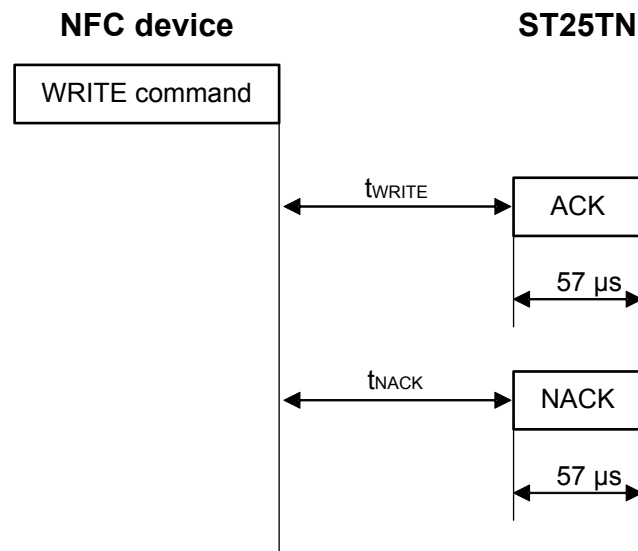 NFC device
ST25TN
WRITE command
tWRITE
ACK
57 µs
tNACK
NACK
57 µs